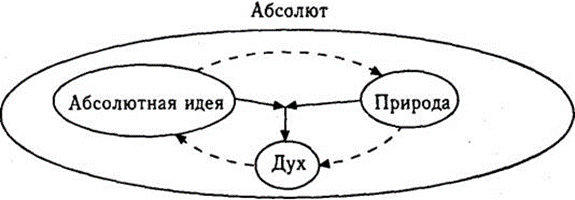 Абсолют
Абсолютная идея
Природа
Дух